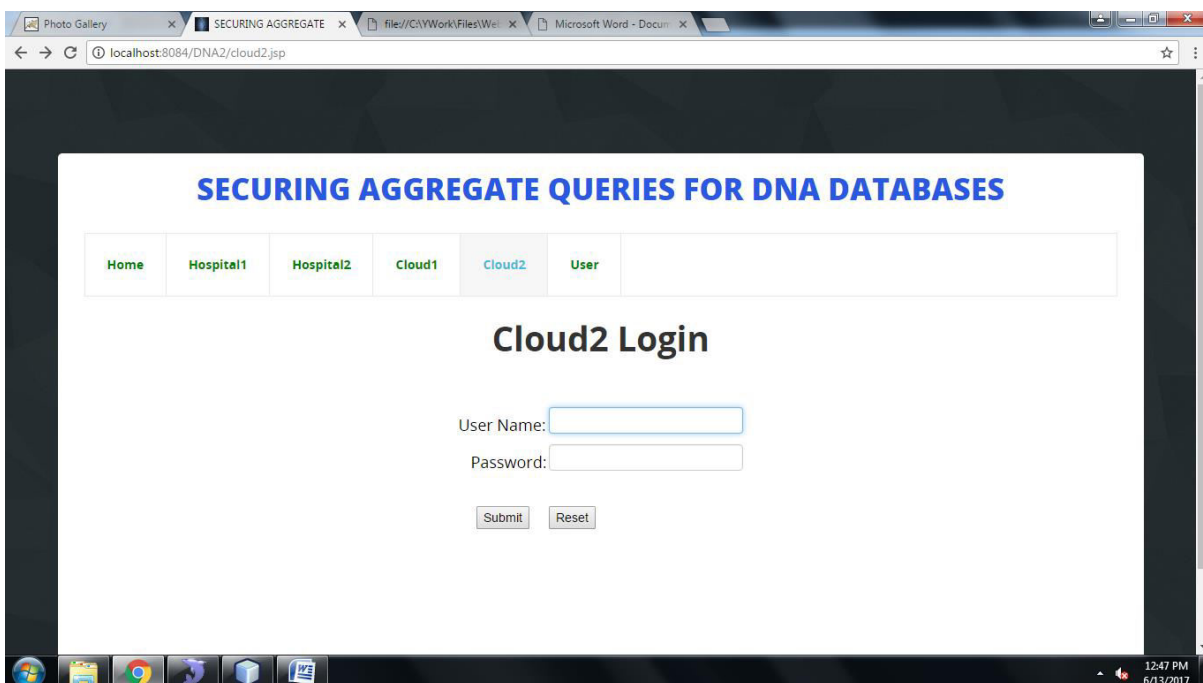 Photo Gallery
SECURING AGGREGATE
file://C:\YWork\Files\Wel
Microsoft Word - Docum
localhost:8084/DNA2/cloud2.jsp
SECURING AGGREGATE QUERIES FOR DNA DATABASES
Home Hospital1 Hospital2 Cloud1 Cloud2 User
Cloud2 Login
User Name:
Password:
Submit Reset
12:47 PM
6/13/2017